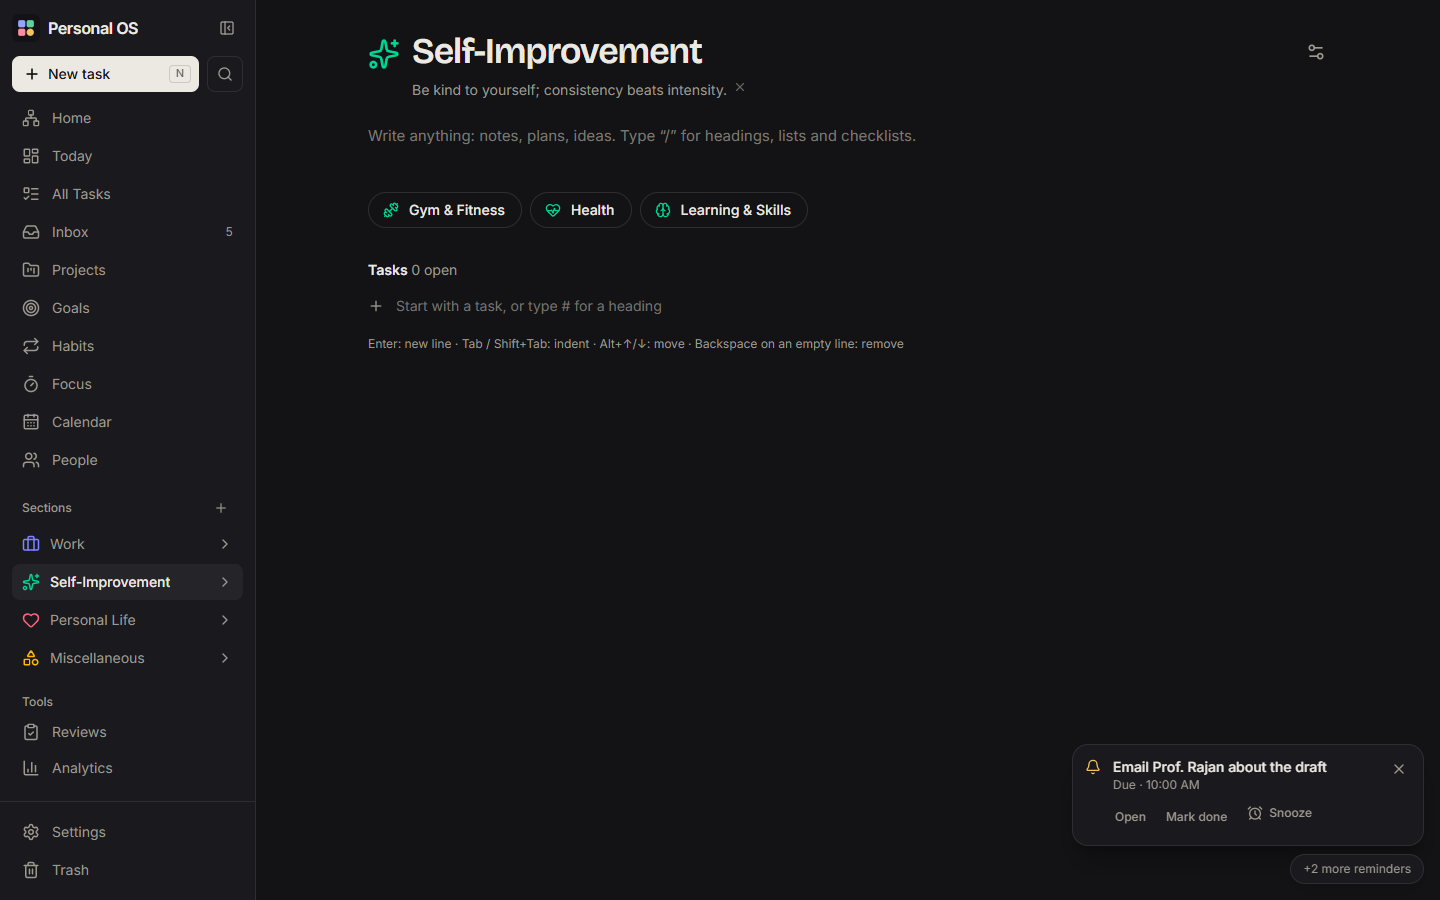 Personal OS
New task N
Home
Today
All Tasks
Inbox 5
Projects
Goals
Habits
Focus
Calendar
People
Sections
Work
Self-Improvement
Personal Life
Miscellaneous
Tools
Reviews
Analytics
Settings
Trash
Self-Improvement
Be kind to yourself; consistency beats intensity.
Write anything: notes, plans, ideas. Type “/” for headings, lists and checklists.
Gym & Fitness Health Learning & Skills
Tasks 0 open
Start with a task, or type # for a heading
Enter: new line · Tab / Shift+Tab: indent · Alt+↑/↓: move · Backspace on an empty line: remove
Email Prof. Rajan about the draft
Due · 10:00 AM
Open Mark done Snooze
+2 more reminders